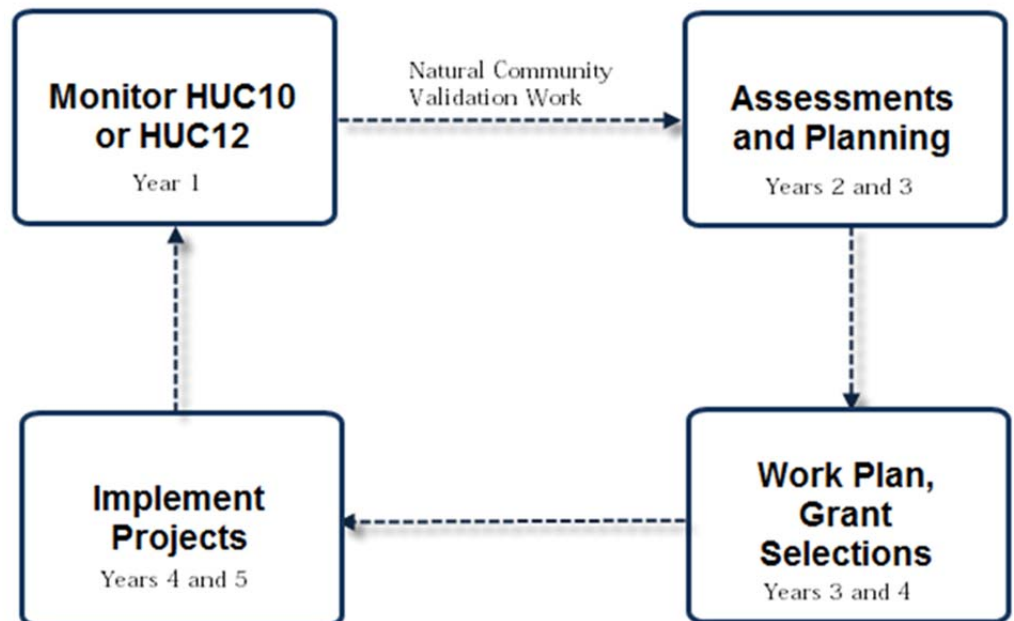 Monitor HUC10
or HUC12
Year 1
Natural Community
Validation Work
Assessments
and Planning
Years 2 and 3
Work Plan,
Grant
Selections
Years 3 and 4
Implement
Projects
Years 4 and 5